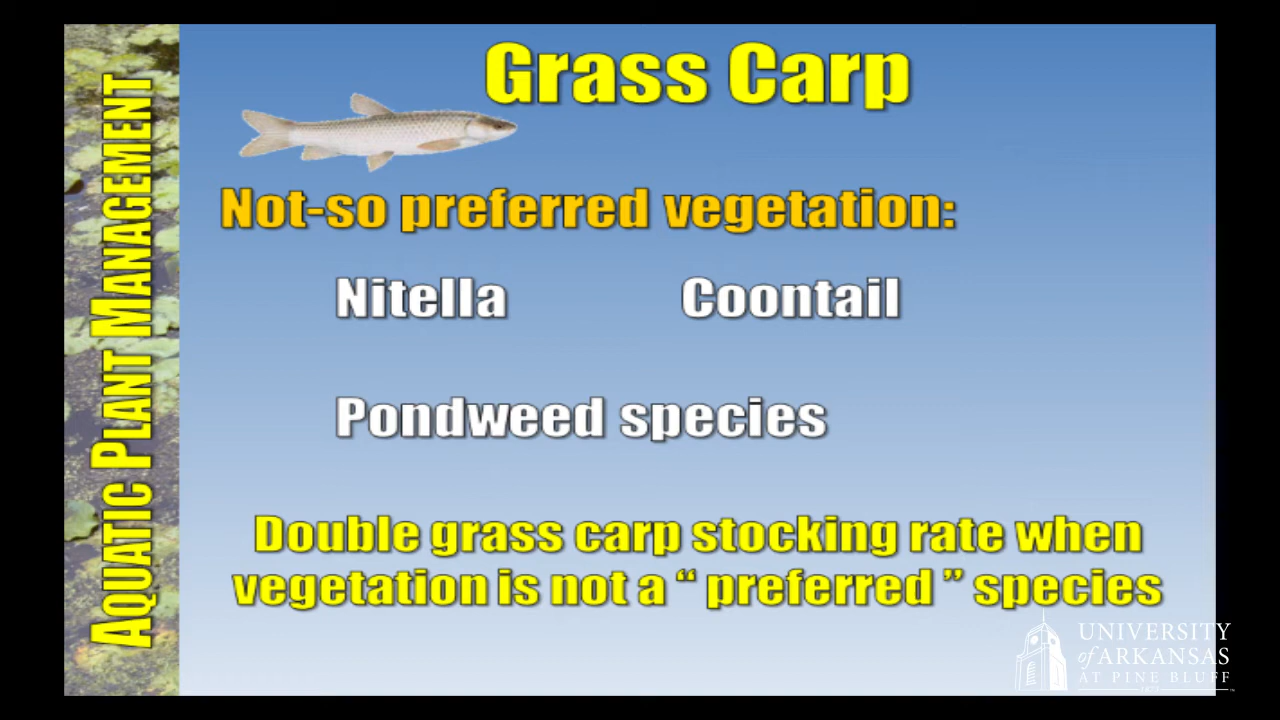 Grass Carp
AQUATIC PLANT MANAGEMENT
Not-so preferred vegetation:
Nitella
Coontail
Pondweed species
Double grass carp stocking rate when
vegetation is not a “ preferred ” species
UNIVERSITY
of ARKANSAS
AT PINE BLUFF